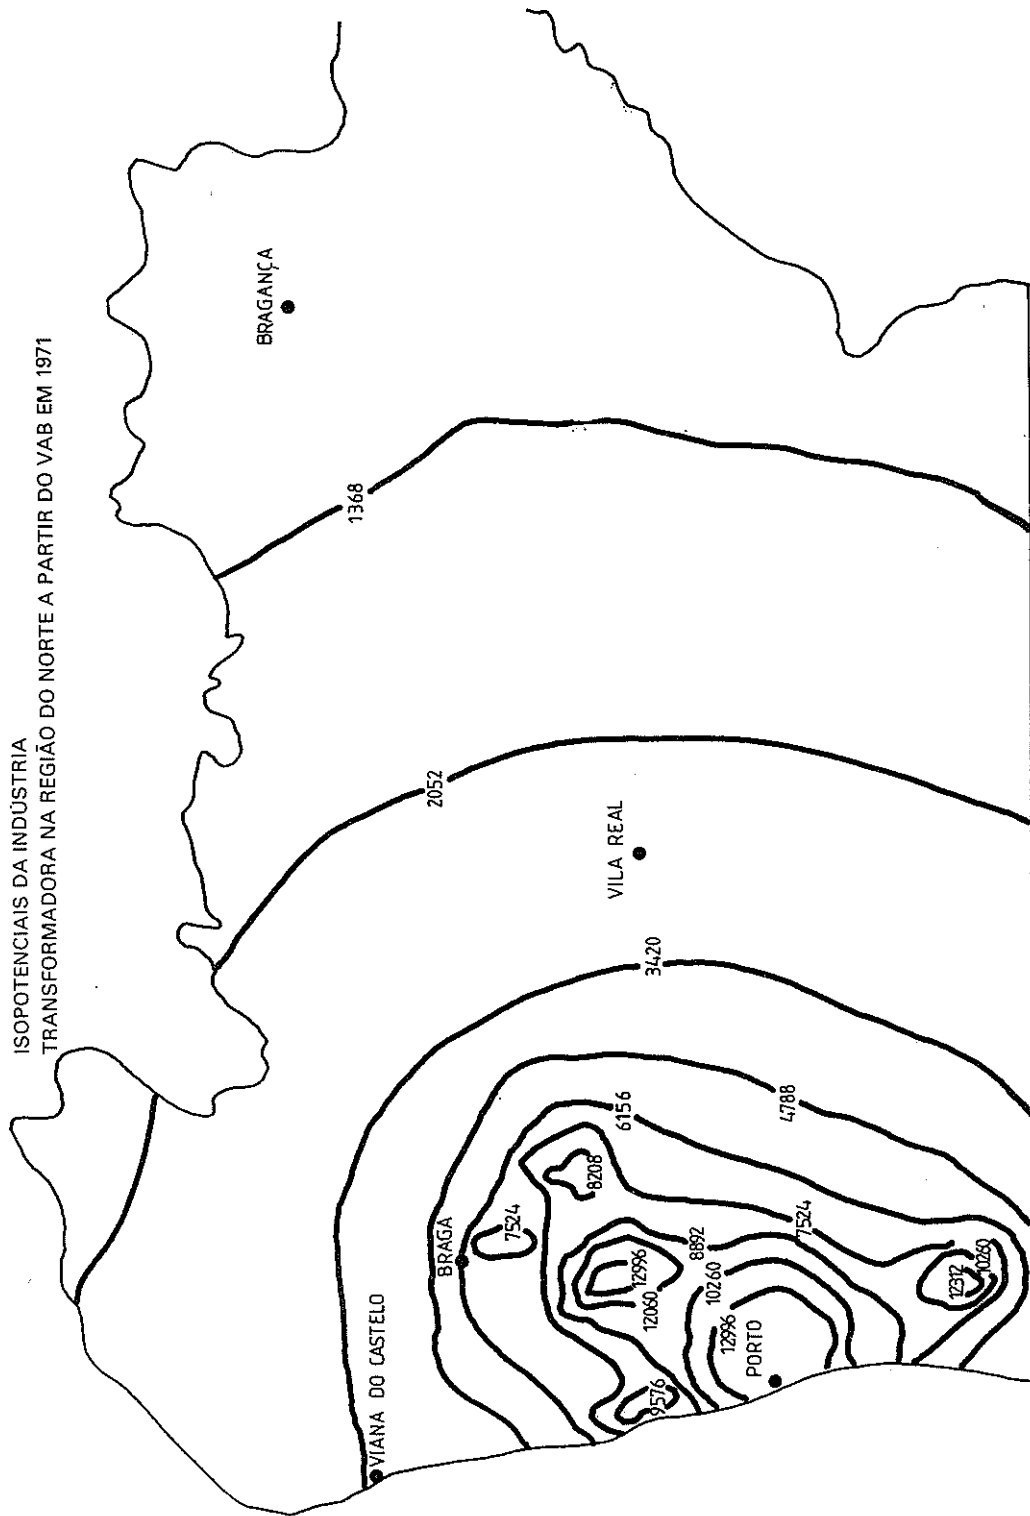 ISOPOTENCIAIS DA INDÚSTRIA
TRANSFORMADORA NA REGIÃO DO NORTE A PARTIR DO VAB EM 1971
VIANA DO CASTELO
BRAGA
BRAGANÇA
VILA REAL
PORTO
1368
2052
3420
4788
6156
7524
8208
7524
8892
10260
12996
12060
12996
9576
12312
10260